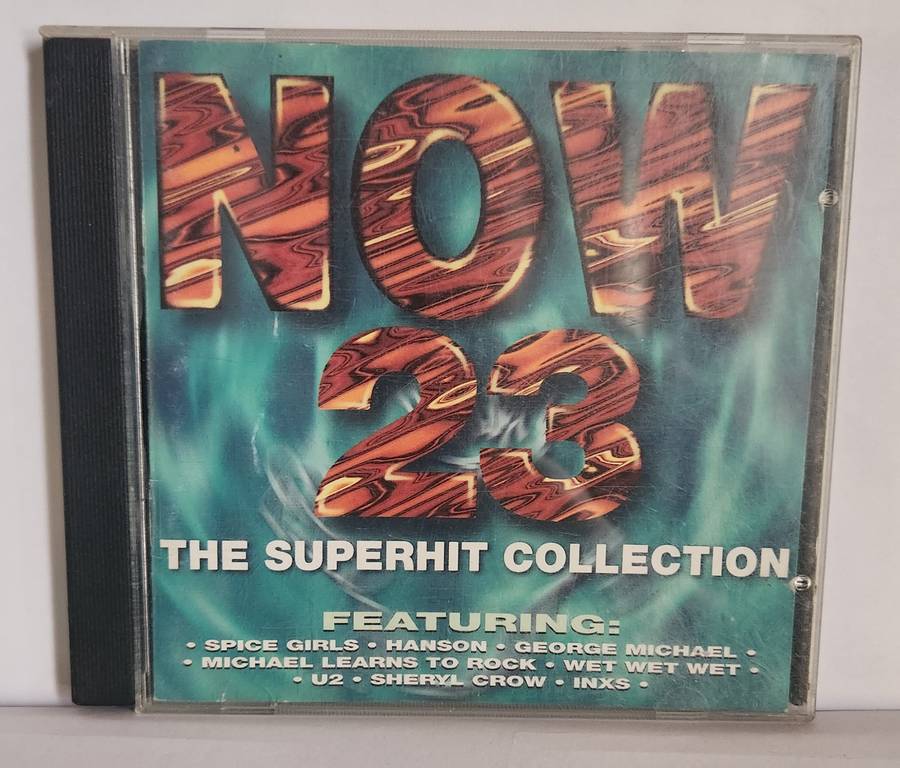 NOW
23
THE SUPERHIT COLLECTION
FEATURING:
• SPICE GIRLS • HANSON • GEORGE MICHAEL •
• MICHAEL LEARNS TO ROCK • WET WET WET •
• U2 • SHERYL CROW • INXS •